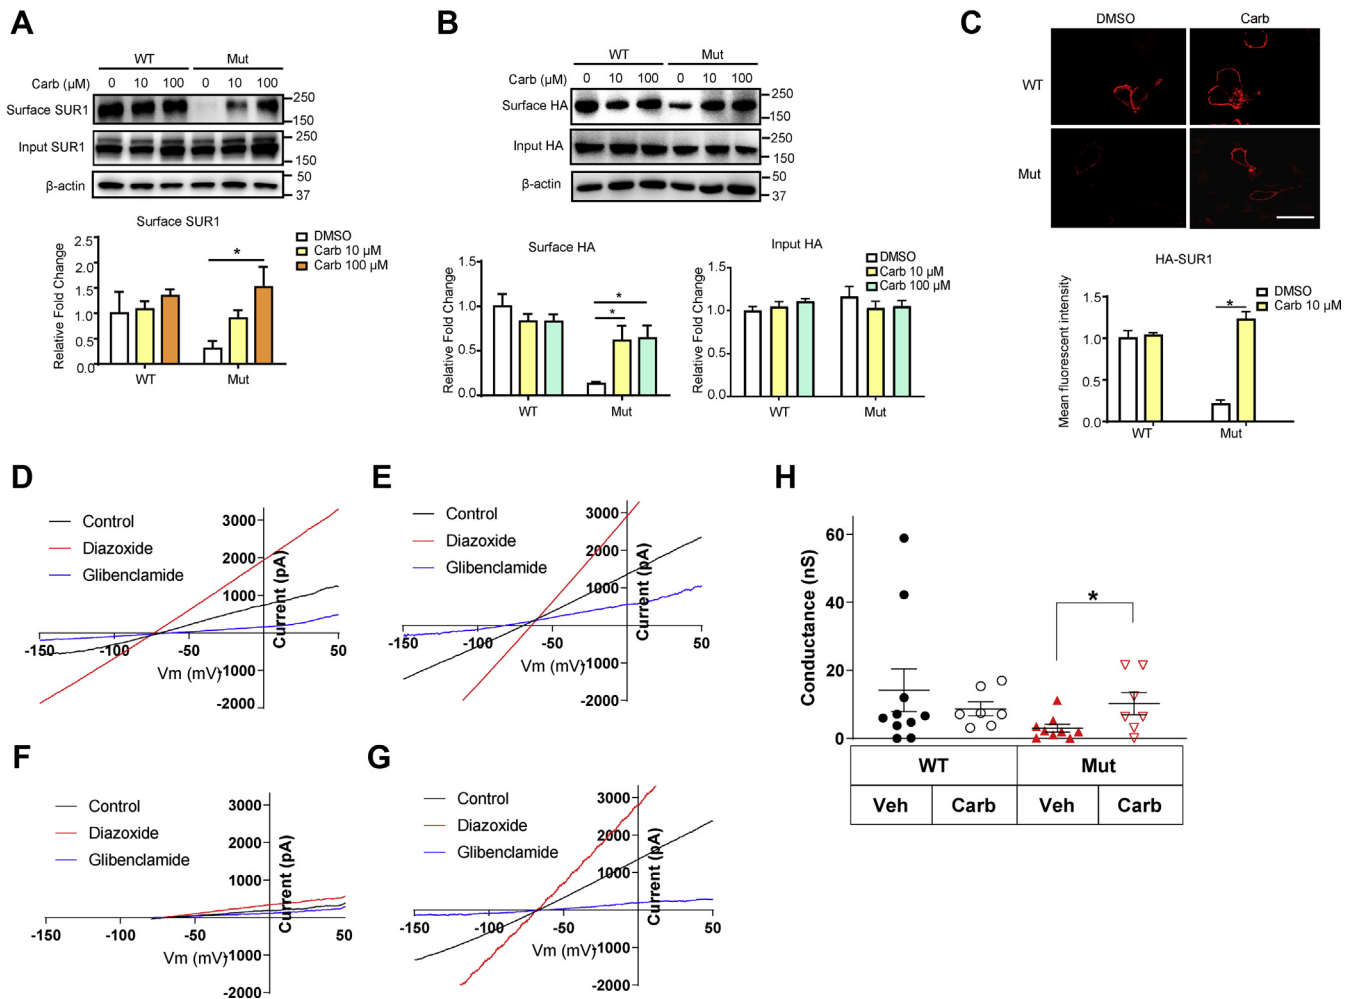 A
WT Mut
Carb (µM) 0 10 100 0 10 100
Surface SUR1
250
150
Input SUR1
250
150
β-actin
50
37
Surface SUR1
Relative Fold Change
2.5
2.0
1.5
1.0
0.5
0.0
WT Mut
DMSO
Carb 10 µM
Carb 100 µM
*
B
WT Mut
Carb (µM) 0 10 100 0 10 100
Surface HA
250
150
Input HA
250
150
β-actin
50
37
Surface HA
Relative Fold Change
1.5
1.0
0.5
0.0
WT Mut
*
*
Input HA
Relative Fold Change
1.5
1.0
0.5
0.0
WT Mut
DMSO
Carb 10 µM
Carb 100 µM
C
DMSO Carb
WT
Mut
HA-SUR1
Mean fluorescent intensity
1.5
1.0
0.5
0.0
WT Mut
*
DMSO
Carb 10 µM
D
Control
Diazoxide
Glibenclamide
3000
2000
1000
-1000
-2000
Current (pA)
-150 -100 -50 50
Vm (mV)
E
Control
Diazoxide
Glibenclamide
3000
2000
1000
-1000
-2000
Current (pA)
-150 -100 -50 50
Vm (mV)
F
Control
Diazoxide
Glibenclamide
3000
2000
1000
-1000
-2000
Current (pA)
-150 -100 -50 50
Vm (mV)
G
Control
Diazoxide
Glibenclamide
3000
2000
1000
-1000
-2000
Current (pA)
-150 -100 -50 50
Vm (mV)
H
Conductance (nS)
60
40
20
0
*
WT Mut
Veh Carb Veh Carb